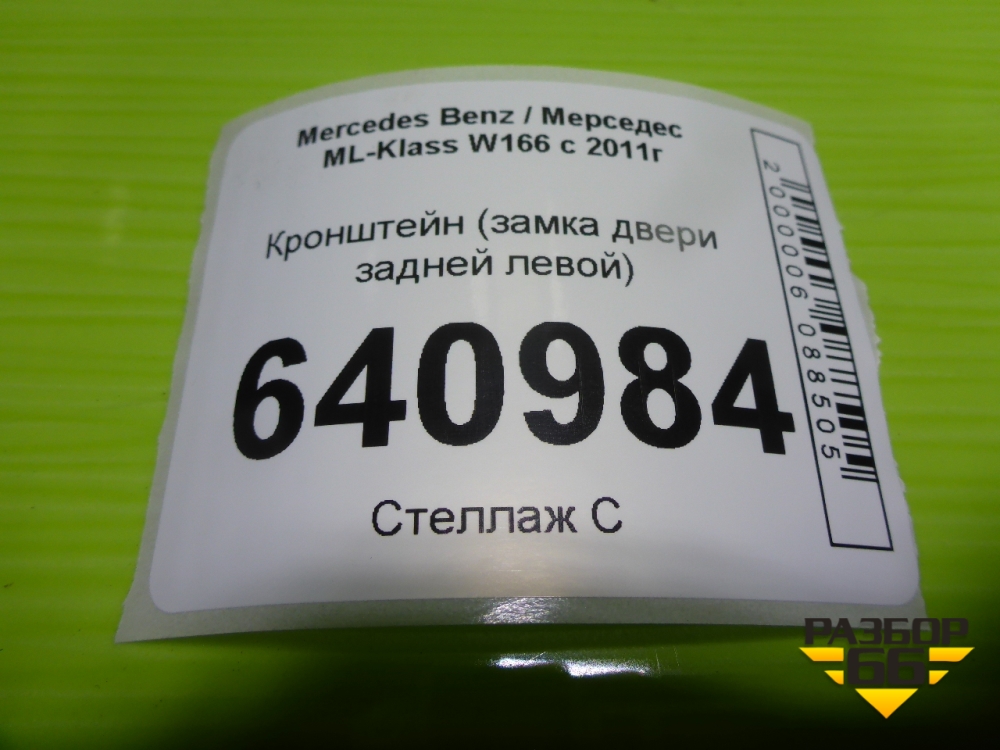 Mercedes Benz / Мерседес
ML-Klass W166 с 2011г
Кронштейн (замка двери
задней левой)
640984
Стеллаж С
2000006088505
РАЗБОР
66